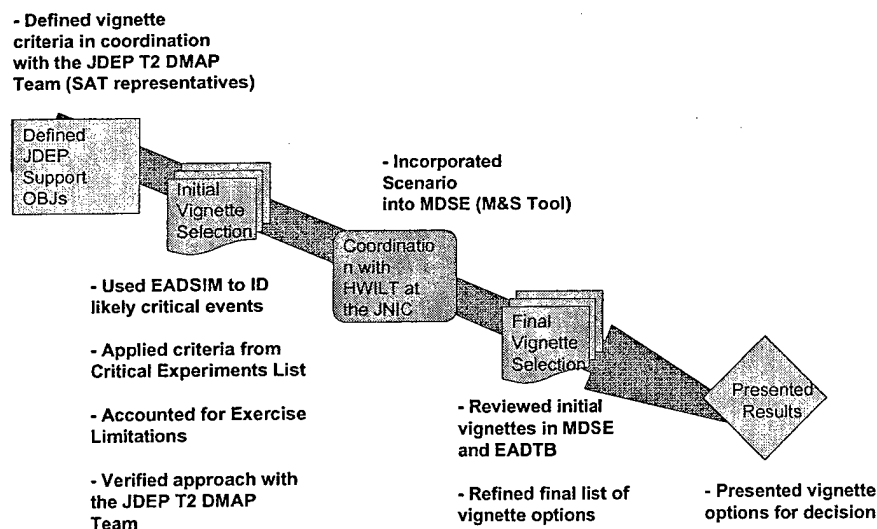 - Defined vignette
criteria in coordination
with the JDEP T2 DMAP
Team (SAT representatives)
Defined
JDEP
Support
OBJs
Initial
Vignette
Selection
- Incorporated
Scenario
into MDSE (M&S Tool)
Coordinatio
n with
HWILT at
the JNIC
- Used EADSIM to ID
likely critical events
- Applied criteria from
Critical Experiments List
- Accounted for Exercise
Limitations
- Verified approach with
the JDEP T2 DMAP
Team
Final
Vignette
Selection
- Reviewed initial
vignettes in MDSE
and EADTB
- Refined final list of
vignette options
Presented
Results
- Presented vignette
options for decision